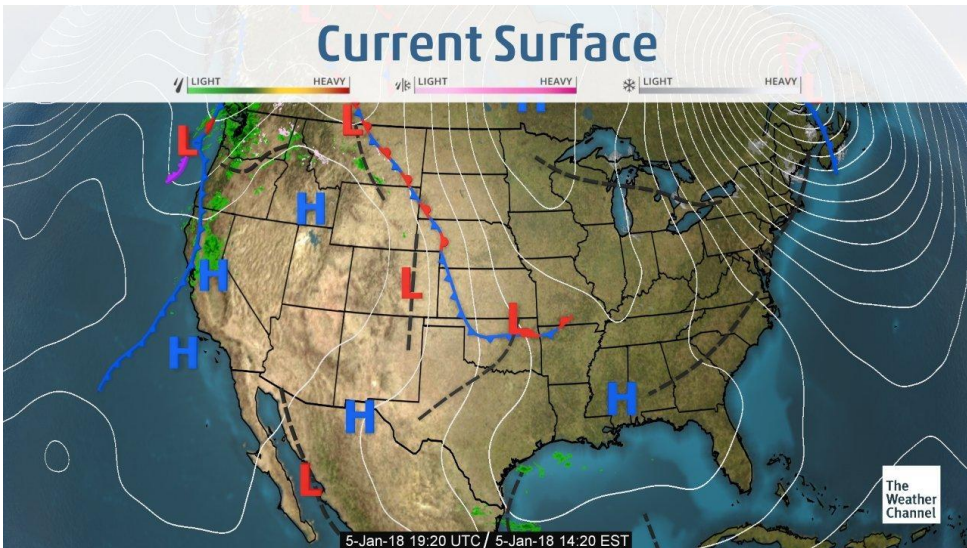 Current Surface
LIGHT HEAVY LIGHT HEAVY LIGHT HEAVY
H
L
L
H
H
L
L
H
H
H
L
The
Weather
Channel
5-Jan-18 19:20 UTC / 5-Jan-18 14:20 EST